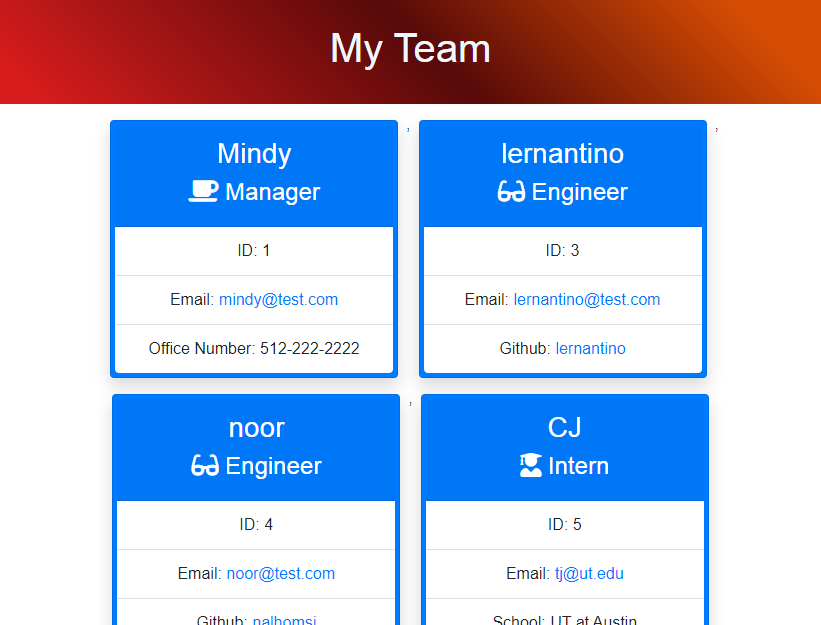 My Team
Mindy
Manager
ID: 1
Email: mindy@test.com
Office Number: 512-222-2222
,
lernantino
Engineer
ID: 3
Email: lernantino@test.com
Github: lernantino
,
noor
Engineer
ID: 4
Email: noor@test.com
Github: nalhomsi
,
CJ
Intern
ID: 5
Email: tj@ut.edu
School: UT at Austin